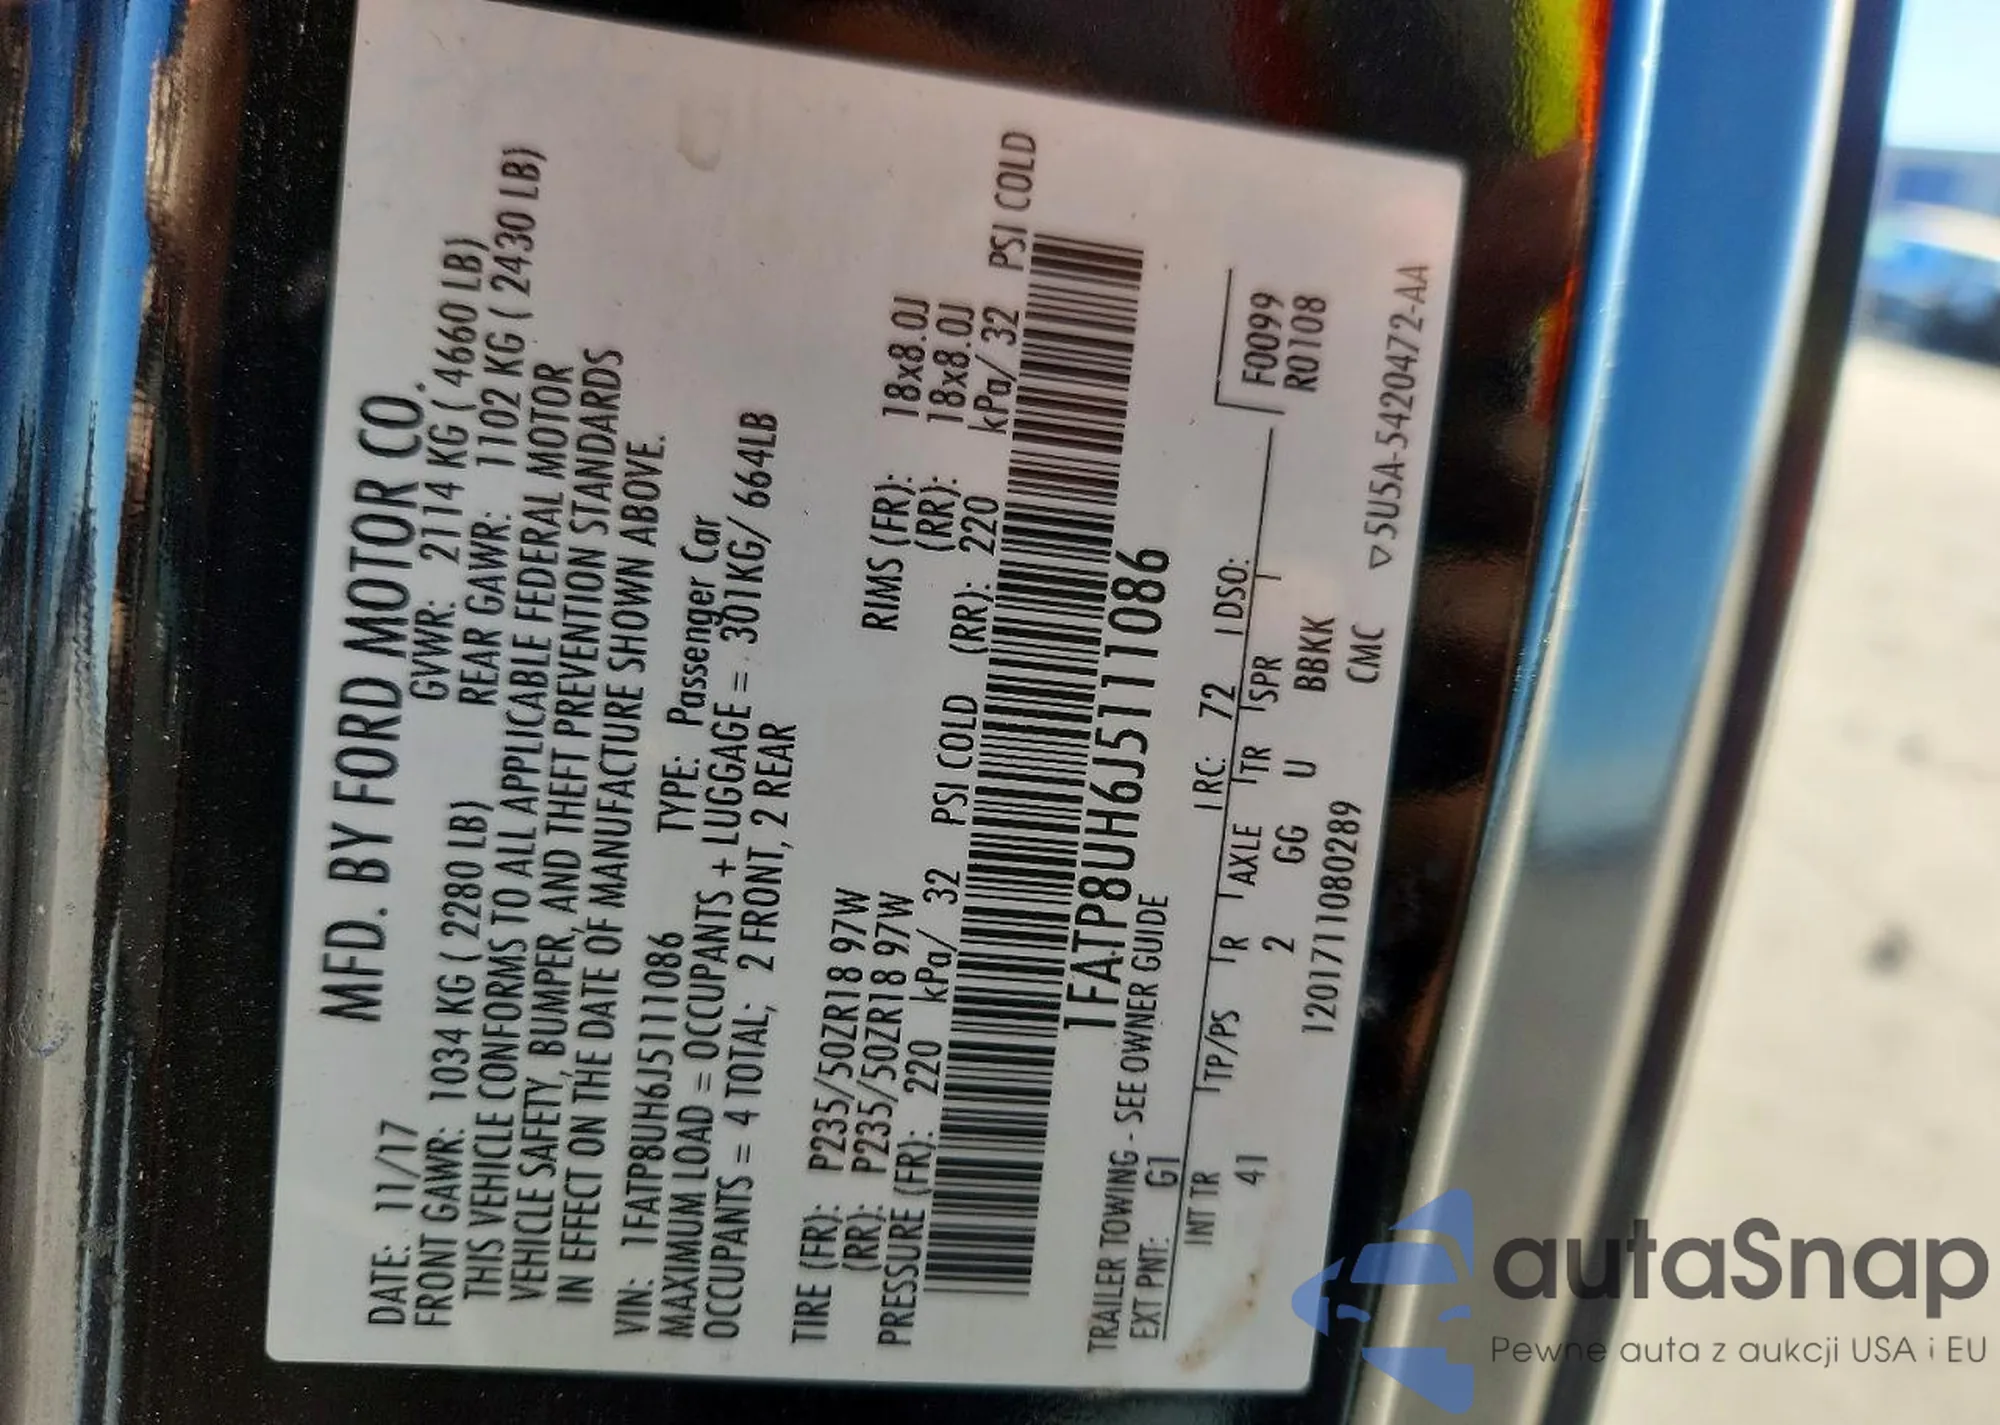 MFD. BY FORD MOTOR CO.
DATE: 11/17 GVWR: 2114 KG ( 4660 LB)
FRONT GAWR: 1034 KG ( 2280 LB) REAR GAWR: 1102 KG ( 2430 LB)
THIS VEHICLE CONFORMS TO ALL APPLICABLE FEDERAL MOTOR
VEHICLE SAFETY, BUMPER, AND THEFT PREVENTION STANDARDS
IN EFFECT ON THE DATE OF MANUFACTURE SHOWN ABOVE.
VIN: 1FATP8UH6J5111086 TYPE: Passenger Car
MAXIMUM LOAD = OCCUPANTS + LUGGAGE = 301KG/ 664LB
OCCUPANTS = 4 TOTAL; 2 FRONT, 2 REAR
TIRE (FR): P235/50ZR18 97W RIMS (FR): 18x8.0J
(RR): P235/50ZR18 97W (RR): 18x8.0J
PRESSURE (FR): 220 kPa/ 32 PSI COLD (RR): 220 kPa/ 32 PSI COLD
1FATP8UH6J5111086
TRAILER TOWING - SEE OWNER GUIDE
EXT PNT: G1 RC: 72 DSO:
INT TR TP/PS R AXLE TR SPR F0099
41 2 GG U BBKK R0108
1201711080289 CMC ▽5U5A-5420472-AA
autoSnap
Pewne auta z aukcji USA i EU